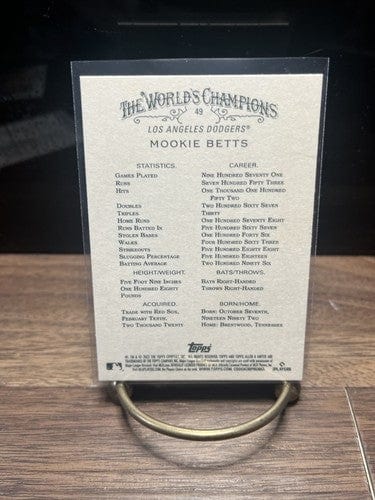 THE WORLD'S CHAMPIONS
49
LOS ANGELES DODGERS®
MOOKIE BETTS
STATISTICS. CAREER.
GAMES PLAYED NINE HUNDRED SEVENTY ONE
RUNS SEVEN HUNDRED FIFTY THREE
HITS ONE THOUSAND ONE HUNDRED
FIFTY TWO
DOUBLES TWO HUNDRED SIXTY SEVEN
TRIPLES THIRTY
HOME RUNS ONE HUNDRED SEVENTY EIGHT
RUNS BATTED IN FIVE HUNDRED SIXTY SEVEN
STOLEN BASES ONE HUNDRED FORTY SIX
WALKS FOUR HUNDRED SIXTY THREE
STRIKEOUTS FIVE HUNDRED EIGHTY EIGHT
SLUGGING PERCENTAGE FIVE HUNDRED EIGHTEEN
BATTING AVERAGE TWO HUNDRED NINETY SIX
HEIGHT/WEIGHT. BATS/THROWS.
FIVE FOOT NINE INCHES BATS RIGHT-HANDED
ONE HUNDRED EIGHTY THROWS RIGHT-HANDED
POUNDS
ACQUIRED. BORN/HOME.
TRADE WITH RED SOX, BORN: OCTOBER SEVENTH,
FEBRUARY TENTH, NINETEEN NINETY TWO
TWO THOUSAND TWENTY HOME: BRENTWOOD, TENNESSEE
Topps